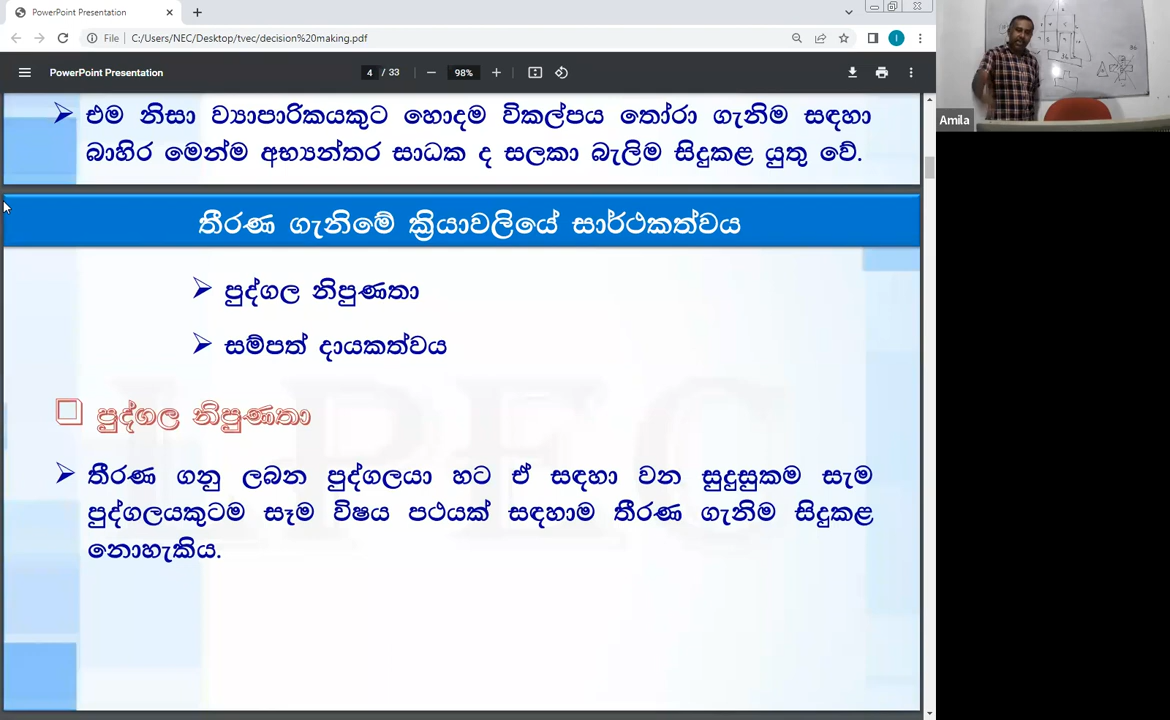 PowerPoint Presentation
File
C:/Users/NEC/Desktop/tvec/decision%20making.pdf
PowerPoint Presentation
4 / 33
98%
එම නිසා ව්‍යාපාරිකයකුට හොදම විකල්පය තෝරා ගැනිම සඳහා
බාහිර මෙන්ම අභ්‍යන්තර සාධක ද සලකා බැලිම සිදුකළ යුතු වේ.
තීරණ ගැනිමේ ක්‍රියාවලියේ සාර්ථකත්වය
පුද්ගල නිපුණතා
සම්පත් දායකත්වය
පුද්ගල නිපුණතා
තීරණ ගනු ලබන පුද්ගලයා හට ඒ සඳහා වන සුදුසුකම සැම
පුද්ගලයකුටම සෑම විෂය පථයක් සඳහාම තීරණ ගැනිම සිදුකළ
නොහැකිය.
Amila